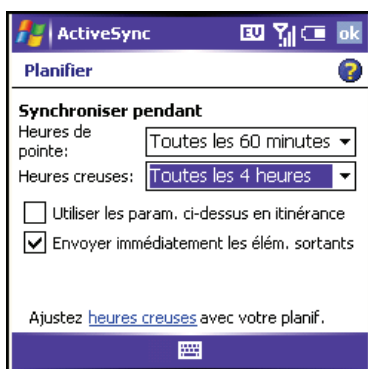 ActiveSync EU ok
Planifier ?
Synchroniser pendant
Heures de
pointe: Toutes les 60 minutes
Heures creuses: Toutes les 4 heures
Utiliser les param. ci-dessus en itinérance
Envoyer immédiatement les élém. sortants
Ajustez heures creuses avec votre planif.